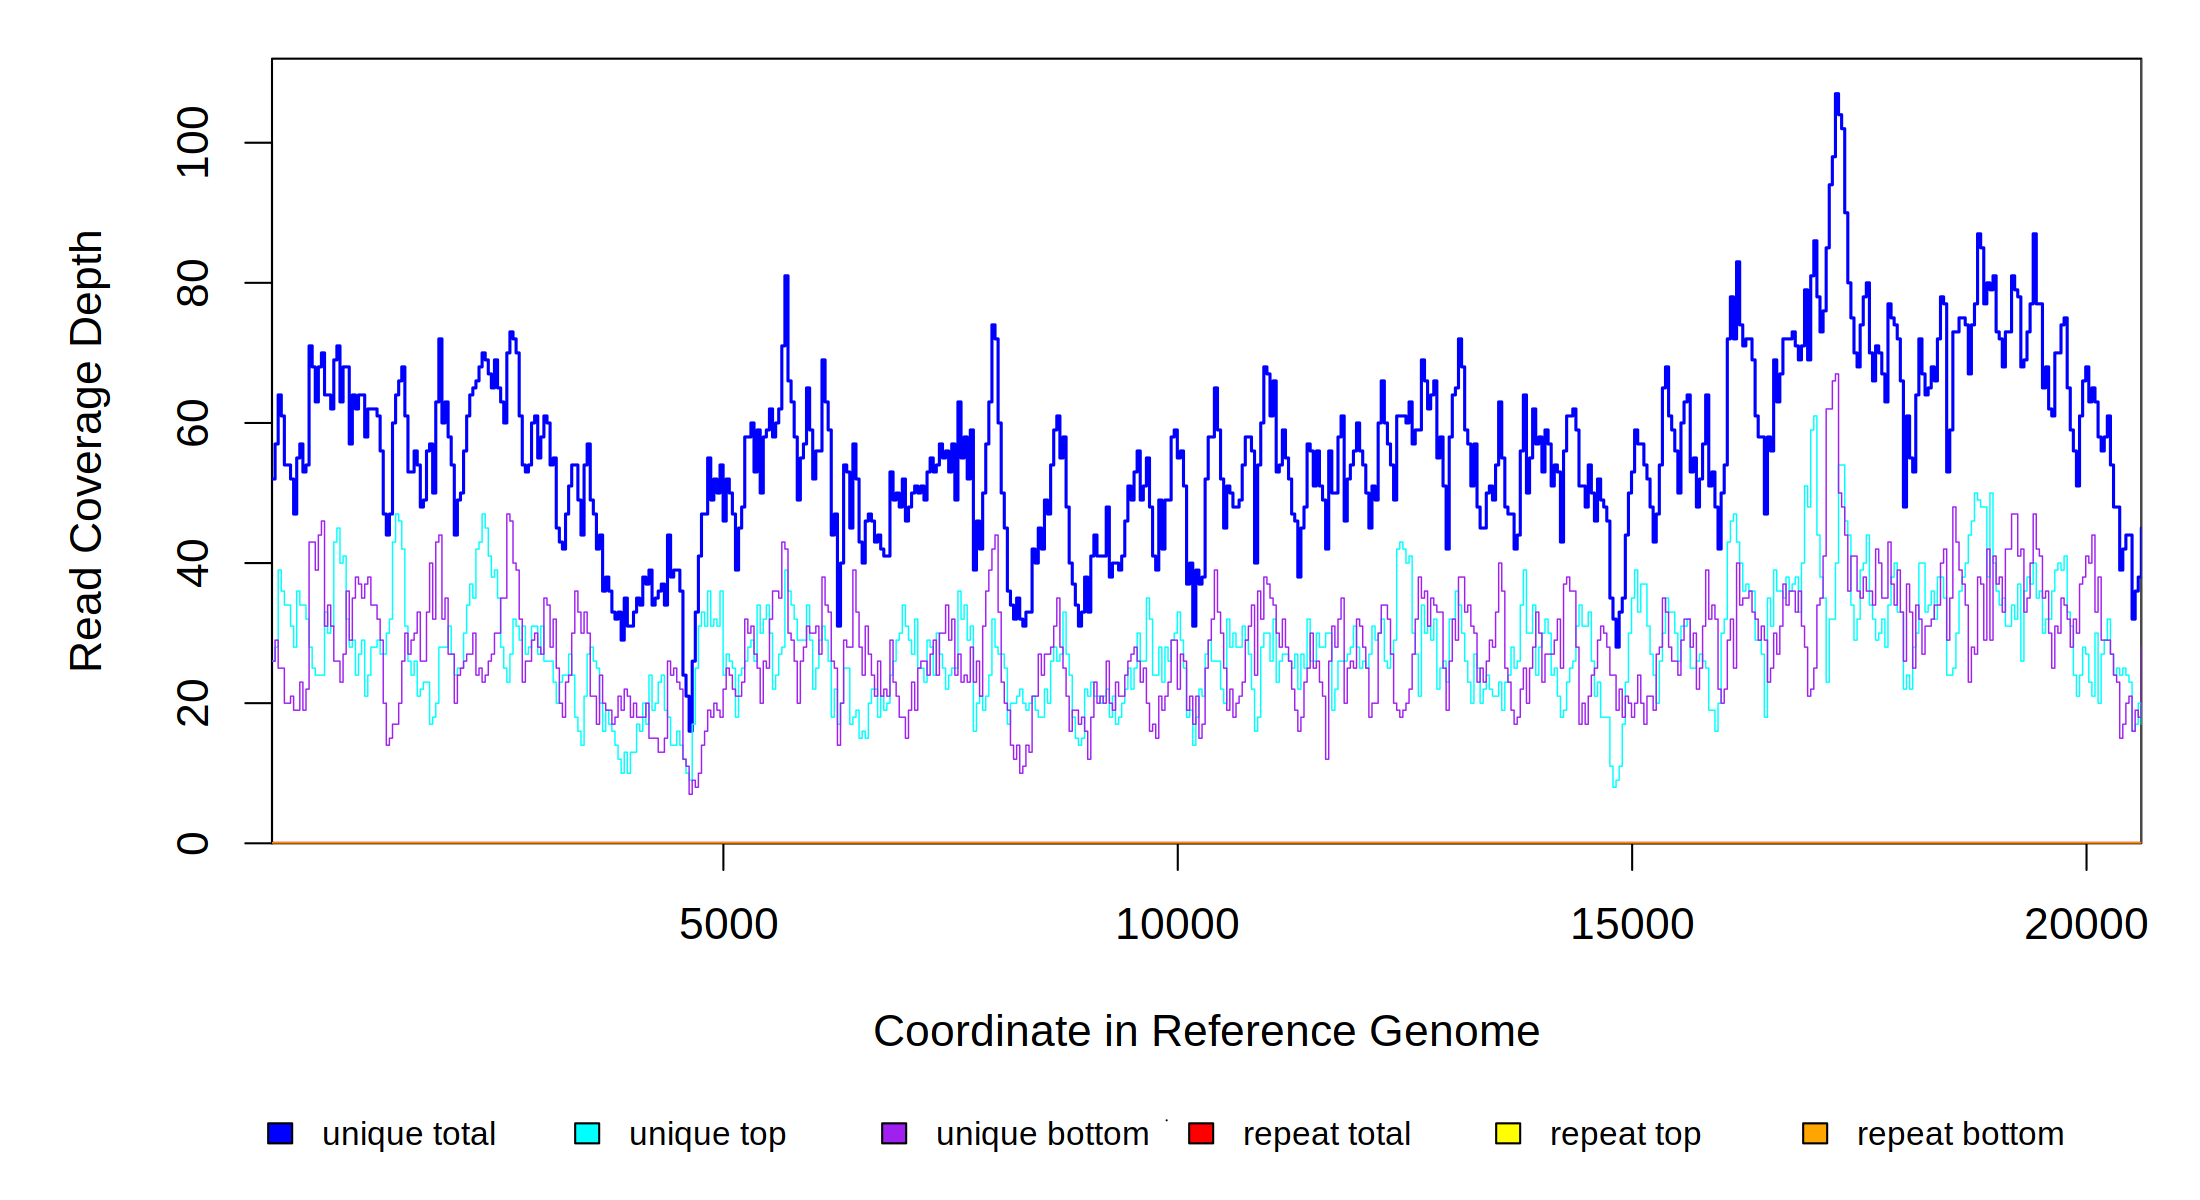 Read Coverage Depth
100
80
60
40
20
0
5000 10000 15000 20000
Coordinate in Reference Genome
unique total unique top unique bottom repeat total repeat top repeat bottom